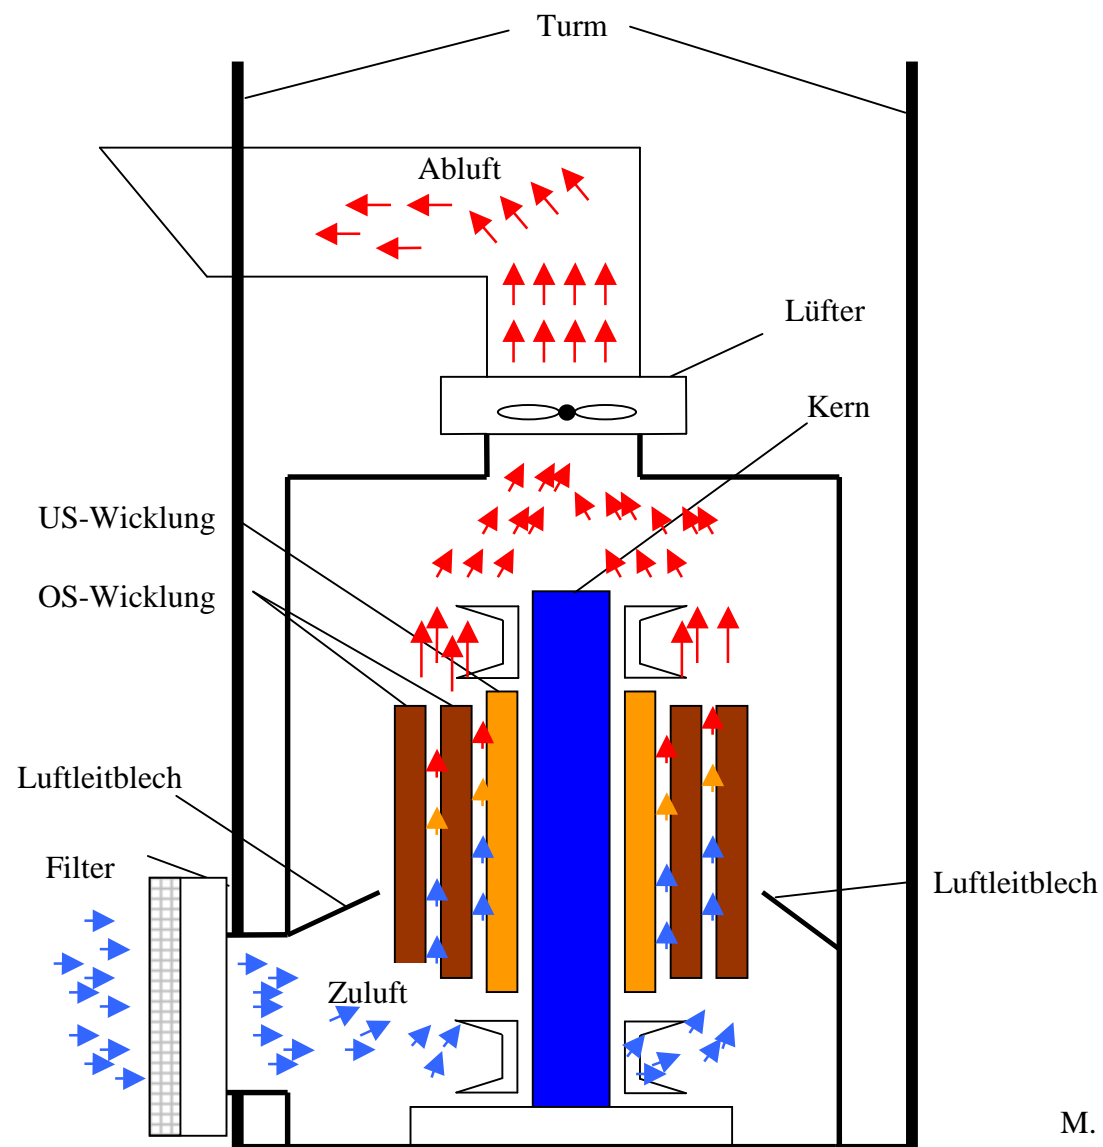 Turm
Abluft
Lüfter
Kern
US-Wicklung
OS-Wicklung
Luftleitblech
Filter
Luftleitblech
Zuluft
M.